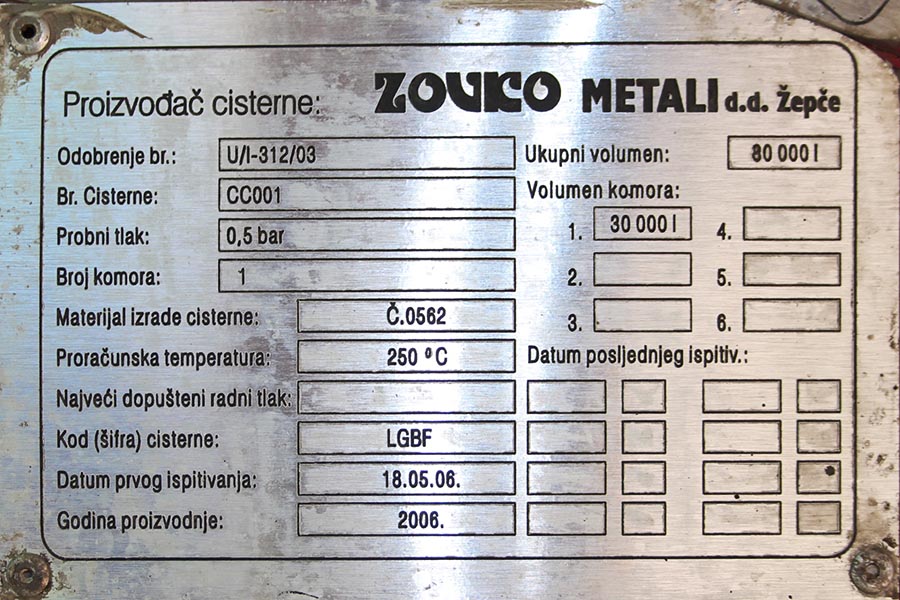 Proizvođač cisterne: ZOVKO METALI d.d. Žepče
Odobrenje br.: U/I-312/03
Ukupni volumen: 30 000 l
Br. Cisterne: CC001
Volumen komora:
Probni tlak: 0,5 bar
1. 30 000 l 4.
Broj komora: 1
2. 5.
Materijal izrade cisterne: Č.0562
3. 6.
Proračunska temperatura: 250 ºC
Datum posljednjeg ispitiv.:
Najveći dopušteni radni tlak:
Kod (šifra) cisterne: LGBF
Datum prvog ispitivanja: 18.05.06.
Godina proizvodnje: 2006.